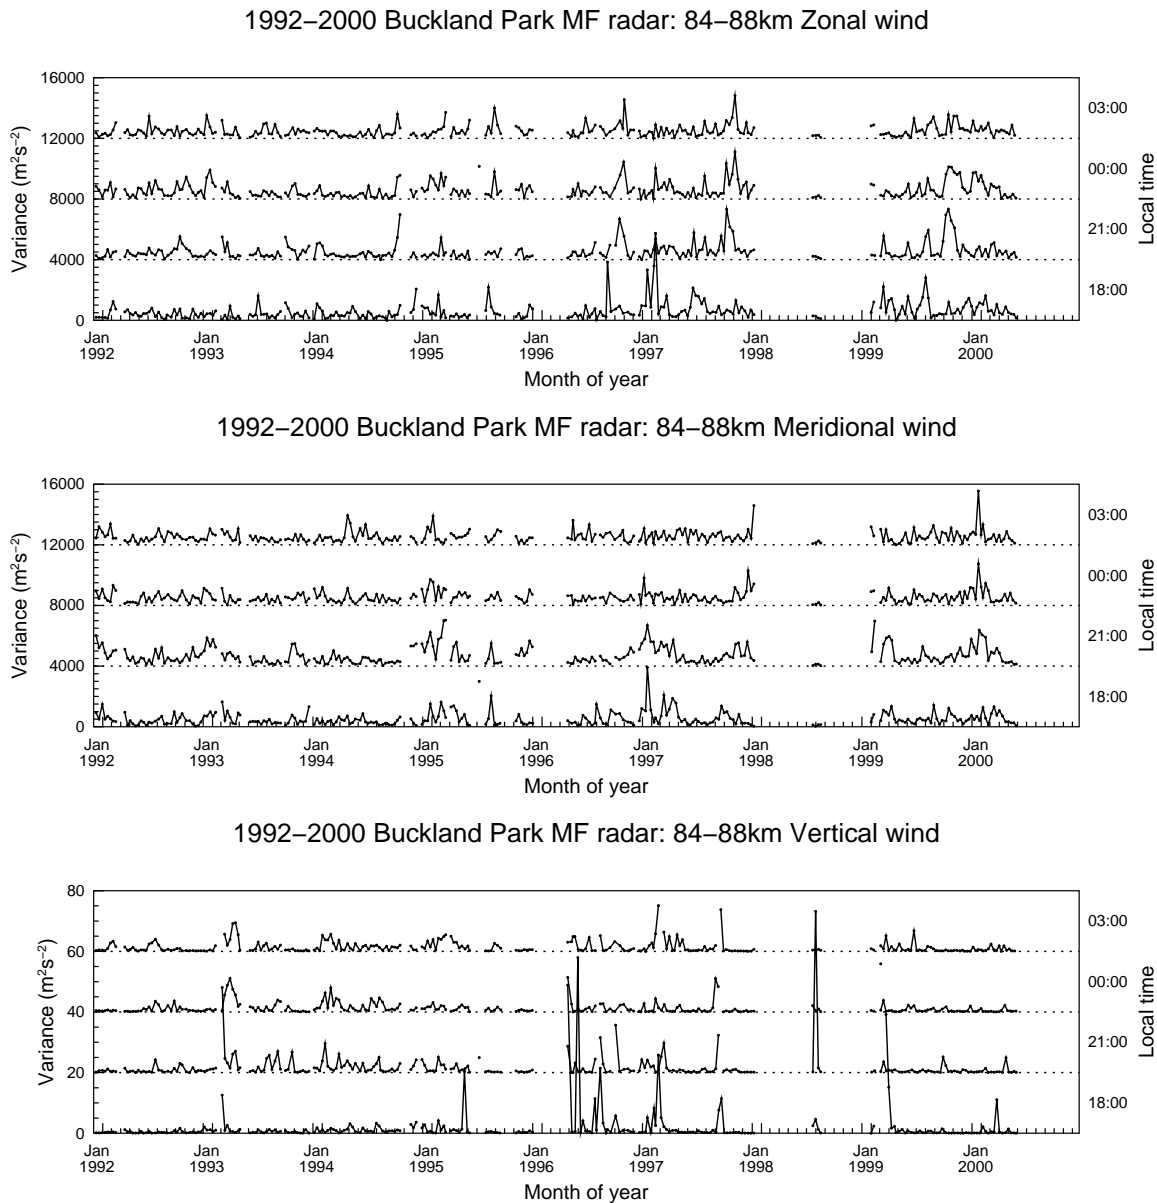 1992–2000 Buckland Park MF radar: 84–88km Zonal wind
16000
12000
8000
4000
0
Variance (m²s⁻²)
03:00
00:00
21:00
18:00
Local time
Jan Jan Jan Jan Jan Jan Jan Jan Jan
1992 1993 1994 1995 1996 1997 1998 1999 2000
Month of year
1992–2000 Buckland Park MF radar: 84–88km Meridional wind
16000
12000
8000
4000
0
Variance (m²s⁻²)
03:00
00:00
21:00
18:00
Local time
Jan Jan Jan Jan Jan Jan Jan Jan Jan
1992 1993 1994 1995 1996 1997 1998 1999 2000
Month of year
1992–2000 Buckland Park MF radar: 84–88km Vertical wind
80
60
40
20
0
Variance (m²s⁻²)
03:00
00:00
21:00
18:00
Local time
Jan Jan Jan Jan Jan Jan Jan Jan Jan
1992 1993 1994 1995 1996 1997 1998 1999 2000
Month of year